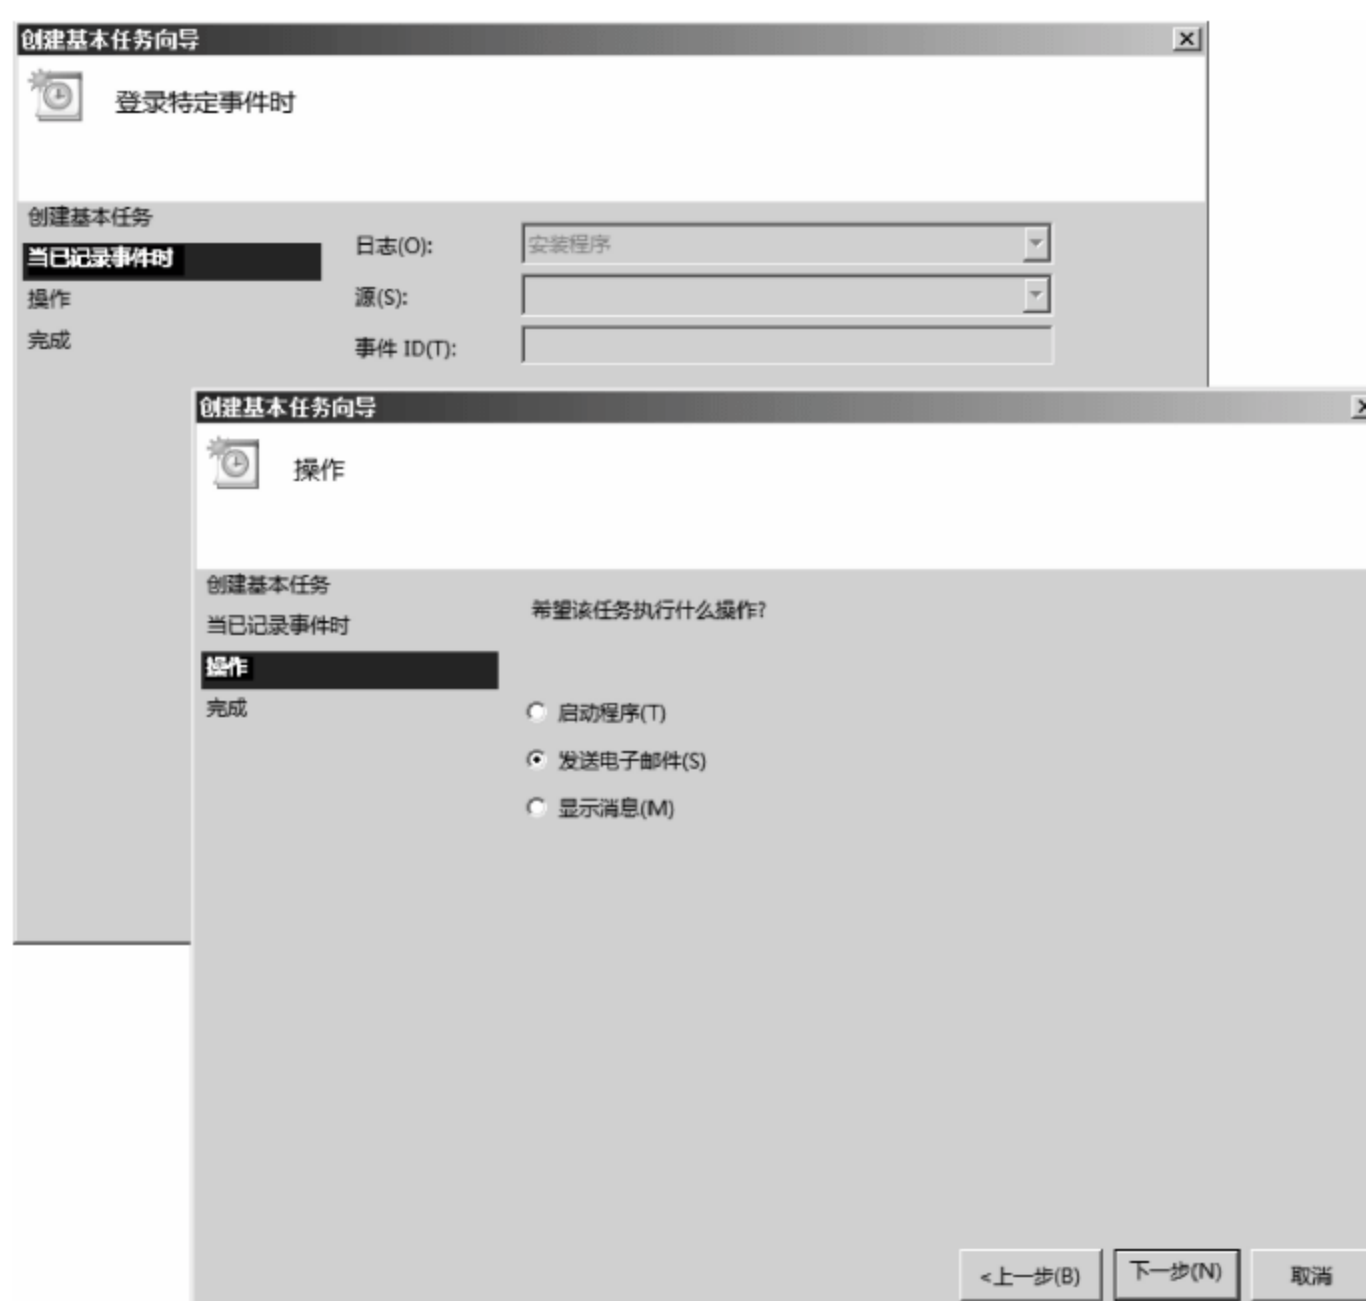 创建基本任务向导
登录特定事件时
创建基本任务
当已记录事件时
操作
完成
日志(O):
安装程序
源(S):
事件 ID(T):
创建基本任务向导
操作
创建基本任务
当已记录事件时
操作
完成
希望该任务执行什么操作?
启动程序(T)
发送电子邮件(S)
显示消息(M)
<上一步(B)
下一步(N)
取消